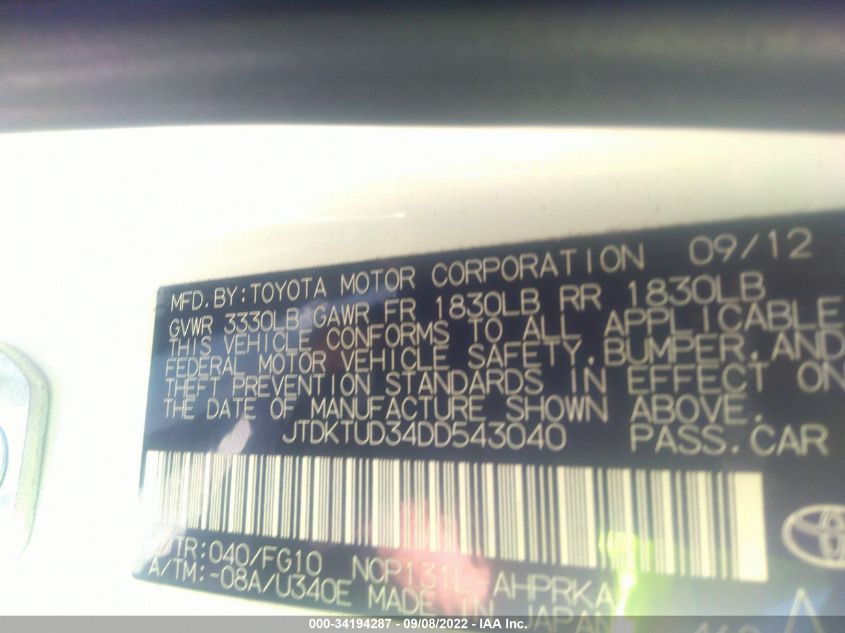 MFD. BY: TOYOTA MOTOR CORPORATION 09/12
GVWR 3330LB GAWR FR 1830LB RR 1830LB
THIS VEHICLE CONFORMS TO ALL APPLICABLE
FEDERAL MOTOR VEHICLE SAFETY, BUMPER, AND
THEFT PREVENTION STANDARDS IN EFFECT ON
THE DATE OF MANUFACTURE SHOWN ABOVE.
JTDKTUD34DD543040 PASS.CAR
TR:040/FG10 NCP131L-AHPRKA
A/TM:-08A/U340E MADE IN JAPAN
000-34194287 - 09/08/2022 - © IAA Inc.